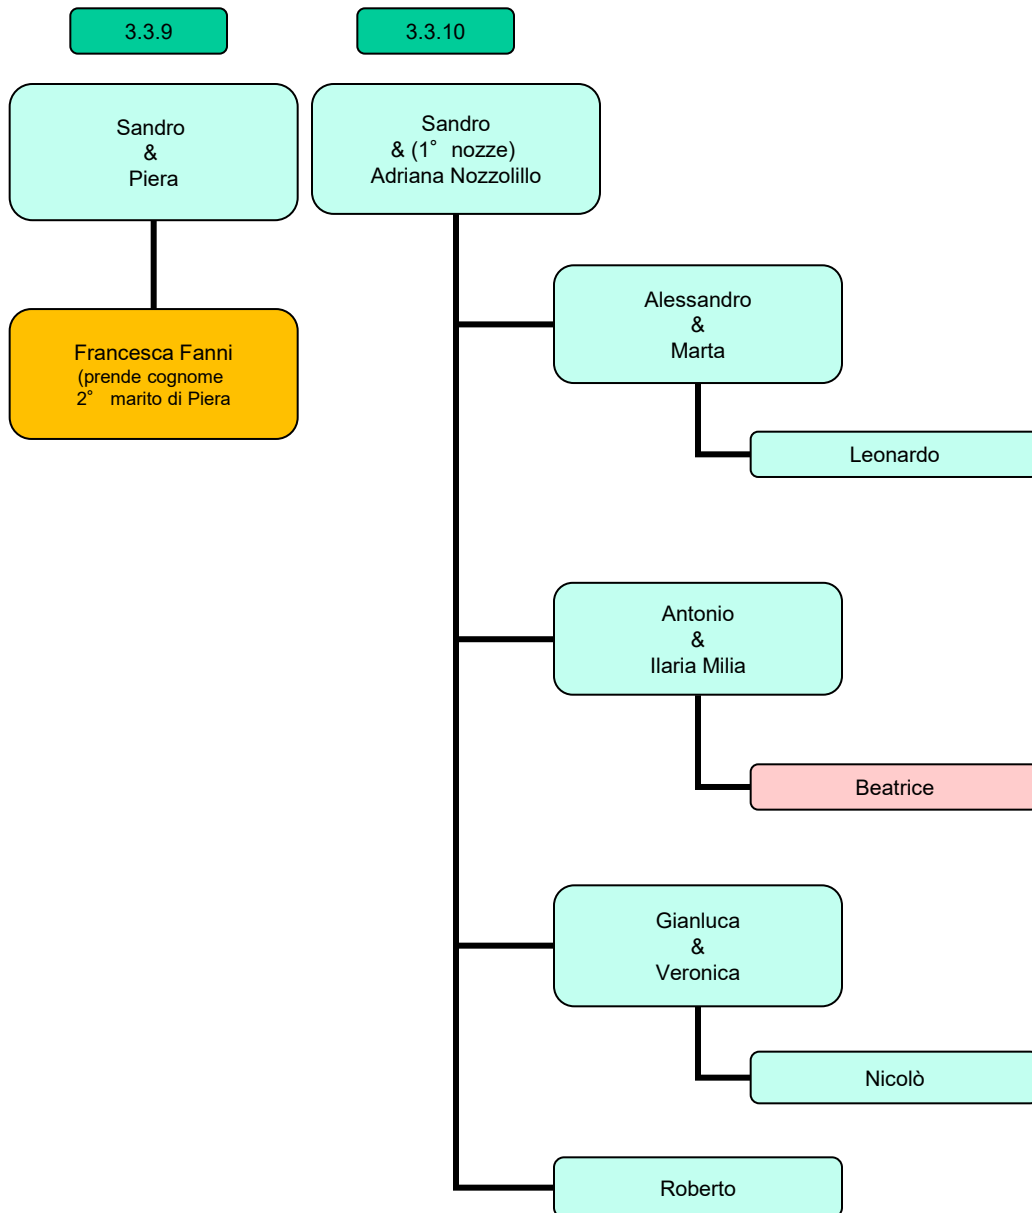 3.3.9
3.3.10
Sandro
&
Piera
Sandro
& (1° nozze)
Adriana Nozzolillo
Alessandro
&
Marta
Francesca Fanni
(prende cognome
2° marito di Piera
Leonardo
Antonio
&
Ilaria Milia
Beatrice
Gianluca
&
Veronica
Nicolò
Roberto